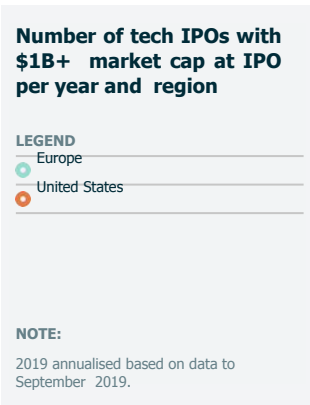 Number of tech IPOs with
$1B+ market cap at IPO
per year and region
LEGEND
Europe
United States
NOTE:
2019 annualised based on data to
September 2019.